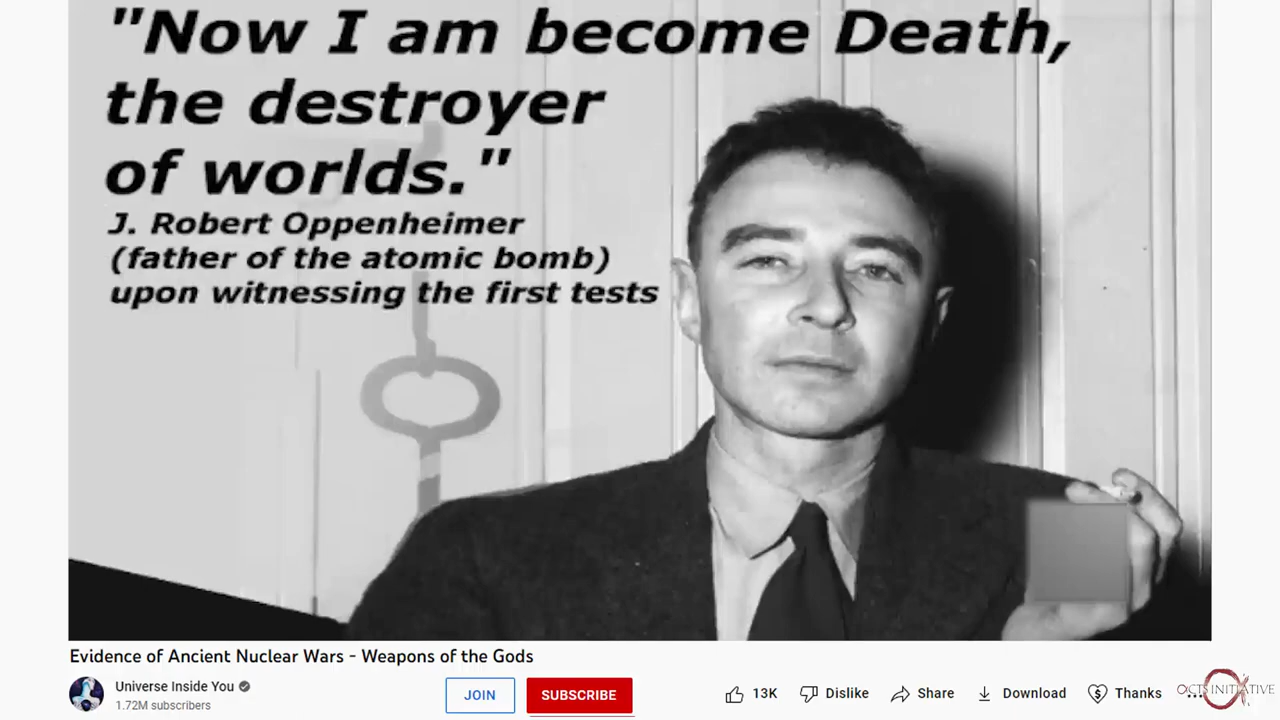 "Now I am become Death,
the destroyer
of worlds."
J. Robert Oppenheimer
(father of the atomic bomb)
upon witnessing the first tests
Evidence of Ancient Nuclear Wars - Weapons of the Gods
Universe Inside You
1.72M subscribers
JOIN
SUBSCRIBE
13K
Dislike
Share
Download
Thanks
OCTS INITIATIVE